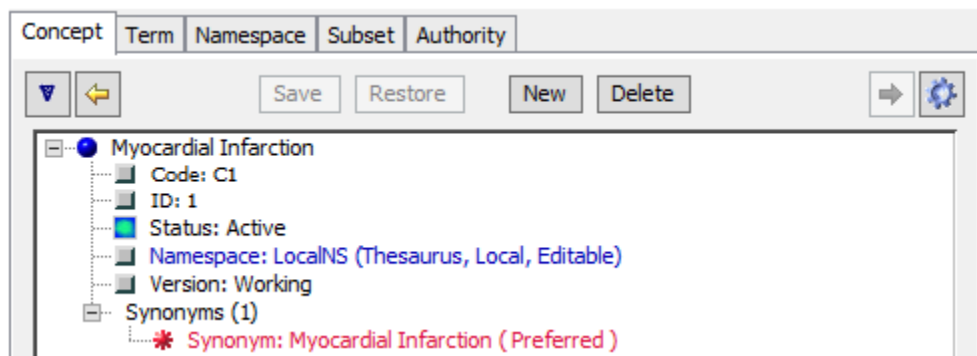 Concept Term Namespace Subset Authority
Save Restore New Delete
Myocardial Infarction
Code: C1
ID: 1
Status: Active
Namespace: LocalNS (Thesaurus, Local, Editable)
Version: Working
Synonyms (1)
Synonym: Myocardial Infarction ( Preferred )